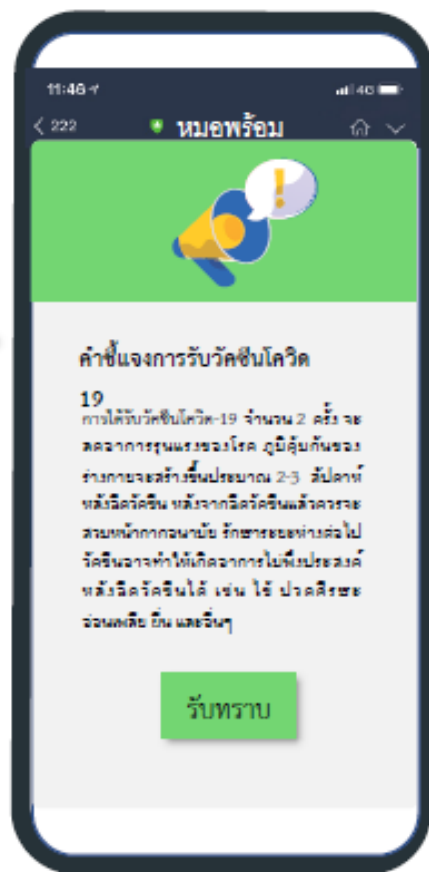 11:46
4G
222
หมอพร้อม
คำชี้แจงการรับวัคซีนโควิด
19
การได้รับวัคซีนโควิด-19 จำนวน 2 ครั้ง จะ
ลดอาการรุนแรงของโรค ภูมิคุ้มกันของ
ร่างกายจะสร้างขึ้นประมาณ 2-3 สัปดาห์
หลังฉีดวัคซีน หลังจากฉีดวัคซีนแล้วควรจะ
สวมหน้ากากอนามัย รักษาระยะห่างต่อไป
วัคซีนอาจทำให้เกิดอาการไม่พึงประสงค์
หลังฉีดวัคซีนได้ เช่น ไข้ ปวดศีรษะ
อ่อนเพลีย และอื่นๆ
รับทราบ